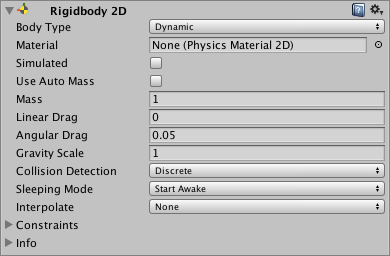 Rigidbody 2D
Body Type Dynamic
Material None (Physics Material 2D)
Simulated
Use Auto Mass
Mass 1
Linear Drag 0
Angular Drag 0.05
Gravity Scale 1
Collision Detection Discrete
Sleeping Mode Start Awake
Interpolate None
Constraints
Info